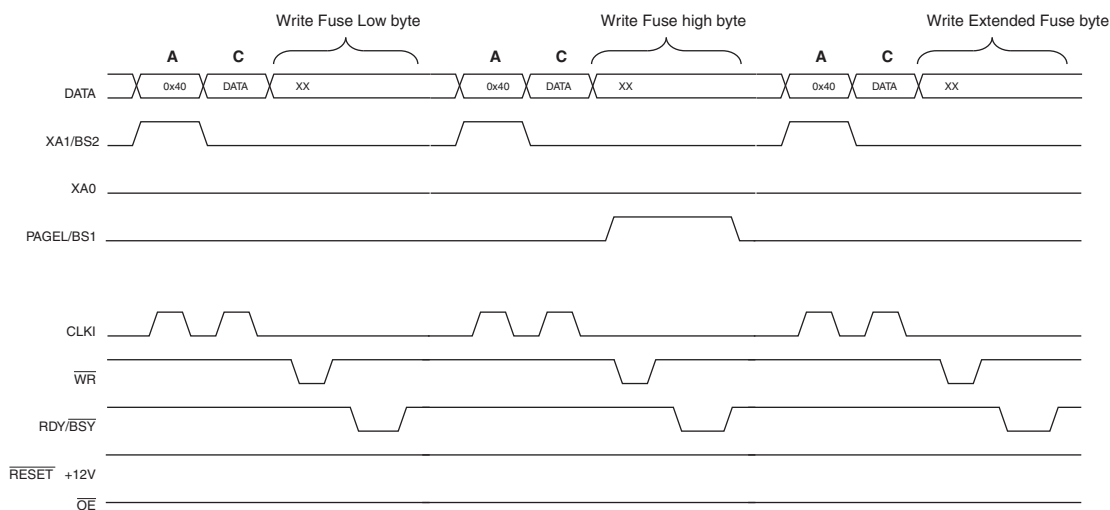 Write Fuse Low byte Write Fuse high byte Write Extended Fuse byte
A C A C A C
DATA 0x40 DATA XX 0x40 DATA XX 0x40 DATA XX
XA1/BS2
XA0
PAGEL/BS1
CLKI
WR
RDY/BSY
RESET +12V
OE